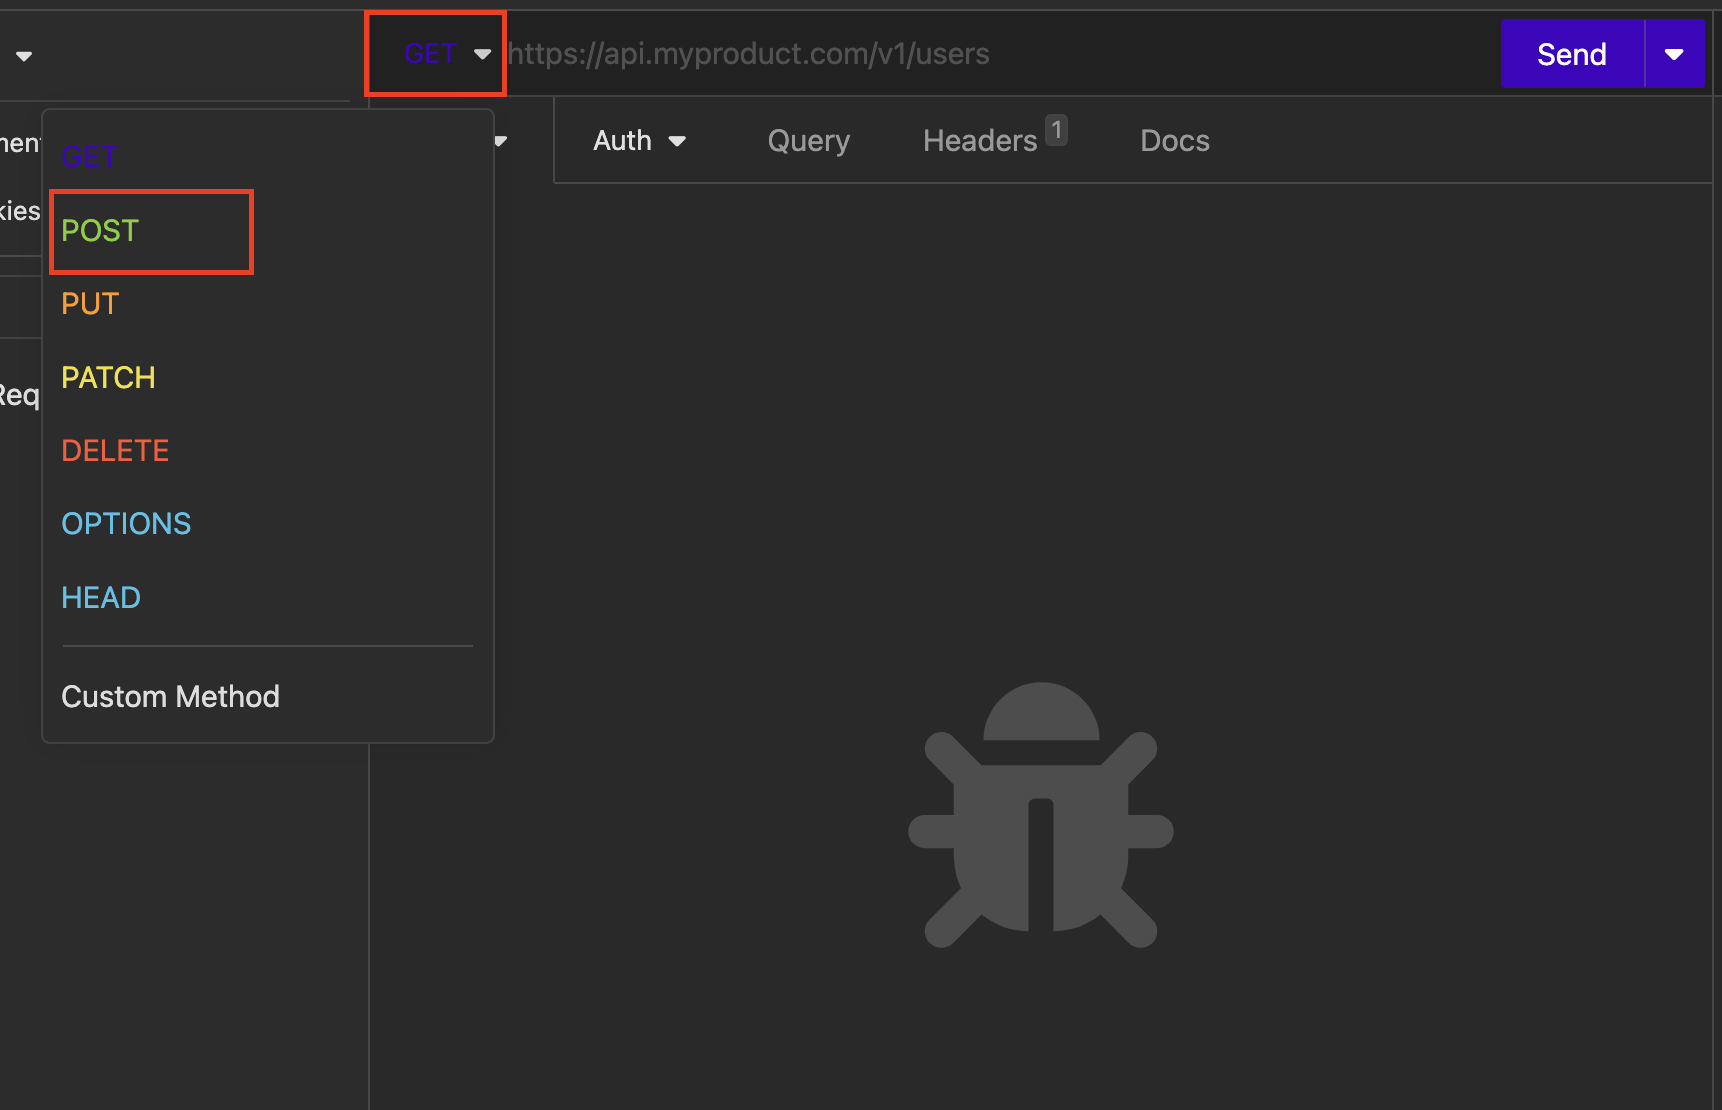 GET https://api.myproduct.com/v1/users Send
Auth Query Headers 1 Docs
GET
kies
POST
PUT
PATCH
Req
DELETE
OPTIONS
HEAD
Custom Method